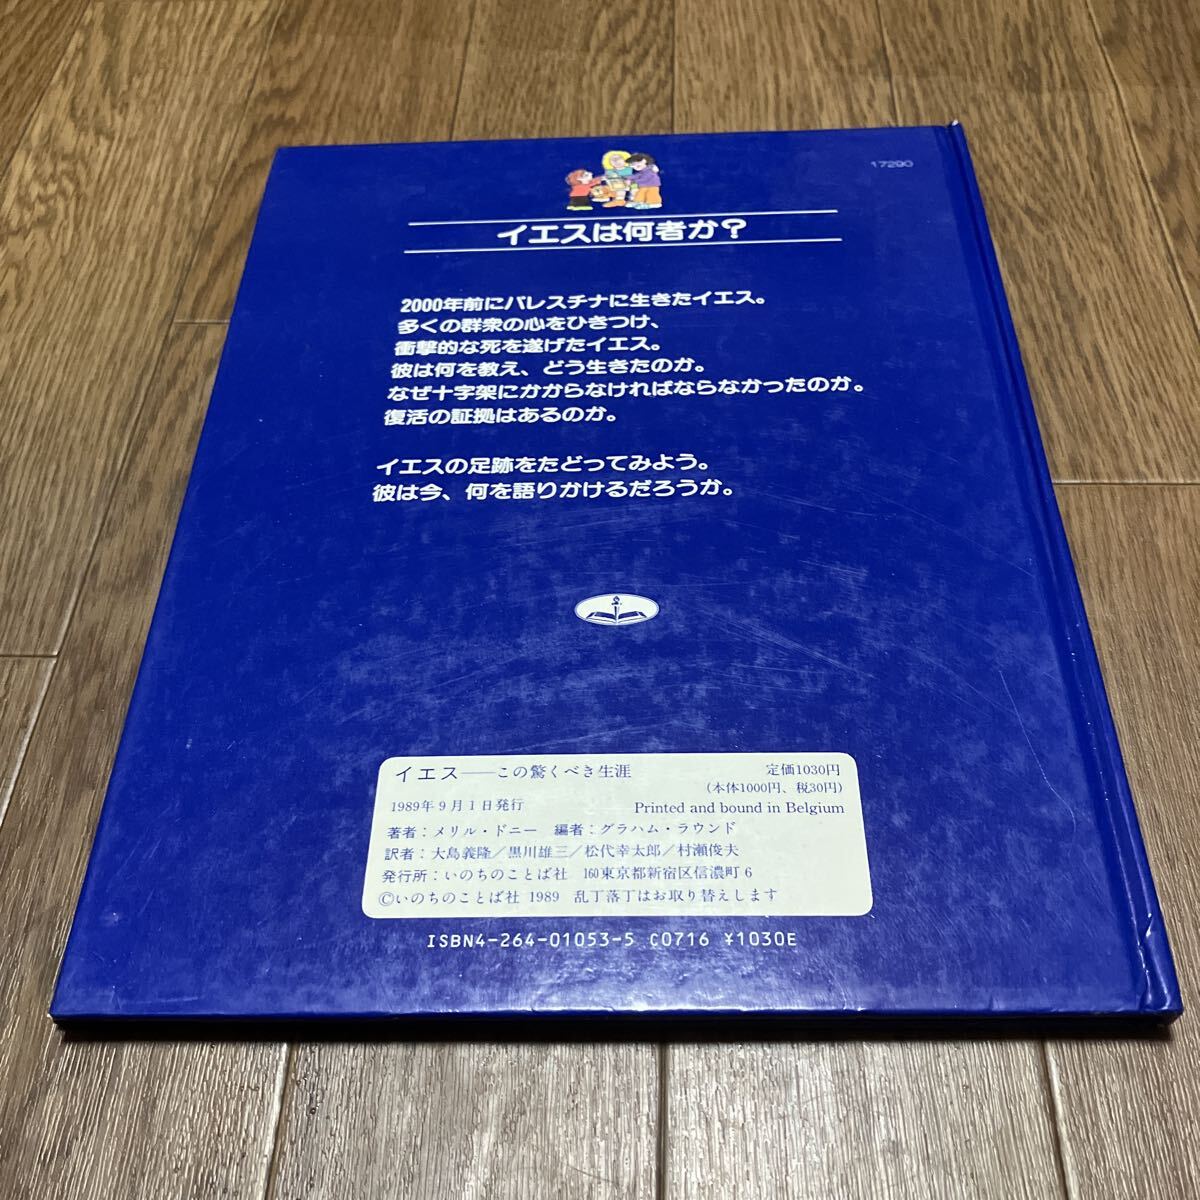 17290
イエスは何者か?
2000年前にパレスチナに生きたイエス。
多くの群衆の心をひきつけ、
衝撃的な死を遂げたイエス。
彼は何を教え、どう生きたのか。
なぜ十字架にかからなければならなかったのか。
復活の証拠はあるのか。
イエスの足跡をたどってみよう。
彼は今、何を語りかけるだろうか。
イエス――この驚くべき生涯 定価1030円
(本体1000円、税30円)
1989年9月1日発行 Printed and bound in Belgium
著者:メリル・ドニー 編者:グラハム・ラウンド
訳者:大島義隆/黒川雄三/松代幸太郎/村瀬俊夫
発行所:いのちのことば社 160東京都新宿区信濃町6
©いのちのことば社 1989 乱丁落丁はお取り替えします
ISBN4-264-01053-5 C0716 ¥1030E